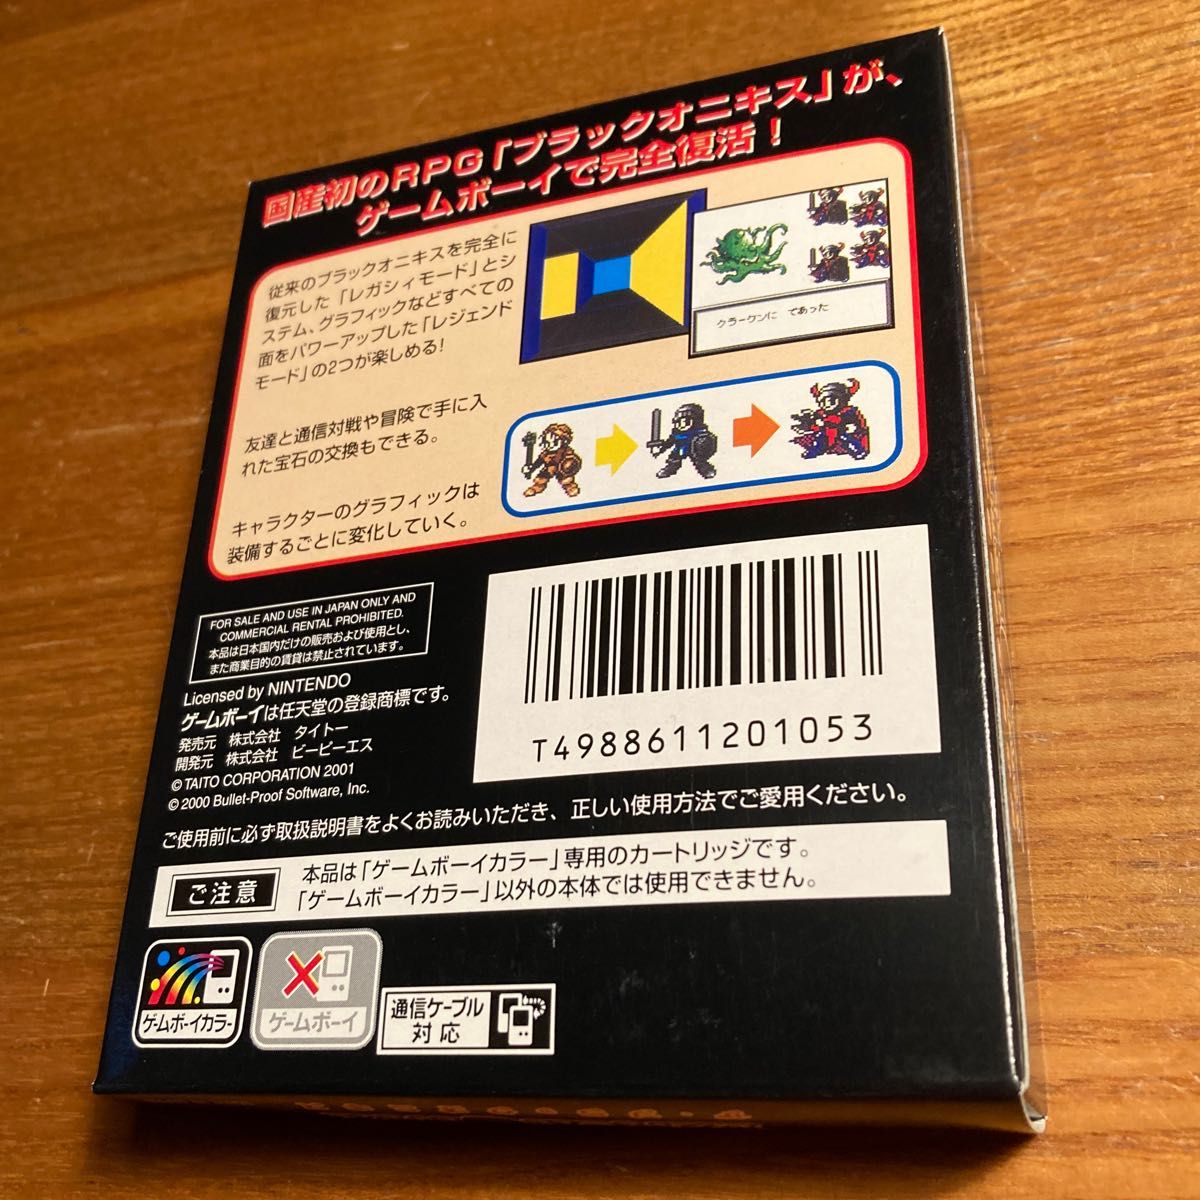 国産初のRPG「ブラックオニキス」が、
ゲームボーイで完全復活！
従来のブラックオニキスを完全に
復元した「レガシィモード」とシ
ステム、グラフィックなどすべての
面をパワーアップした「レジェンド
モード」の2つが楽しめる!
クラーケンに であった
友達と通信対戦や冒険で手に入
れた宝石の交換もできる。
キャラクターのグラフィックは
装備するごとに変化していく。
FOR SALE AND USE IN JAPAN ONLY AND
COMMERCIAL RENTAL PROHIBITED.
本品は日本国内だけの販売および使用とし、
また商業目的の賃貸は禁止されています。
Licensed by NINTENDO
ゲームボーイは任天堂の登録商標です。
発売元 株式会社 タイトー
開発元 株式会社 ビーピーエス
© TAITO CORPORATION 2001
© 2000 Bullet-Proof Software, Inc.
T4988611201053
ご使用前に必ず取扱説明書をよくお読みいただき、正しい使用方法でご愛用ください。
ご注意
本品は「ゲームボーイカラー」専用のカートリッジです。
「ゲームボーイカラー」以外の本体では使用できません。
ゲームボーイカラー
ゲームボーイ
通信ケーブル
対応